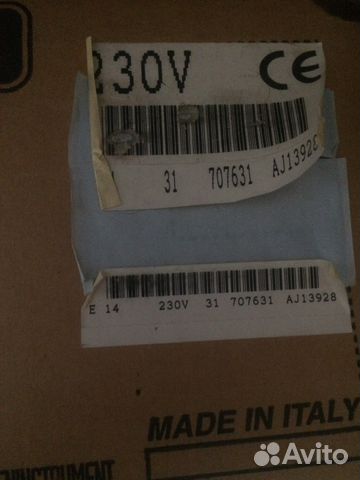 230V CE
31 707631 AJ13928
E 14 230V 31 707631 AJ13928
MADE IN ITALY
Avito